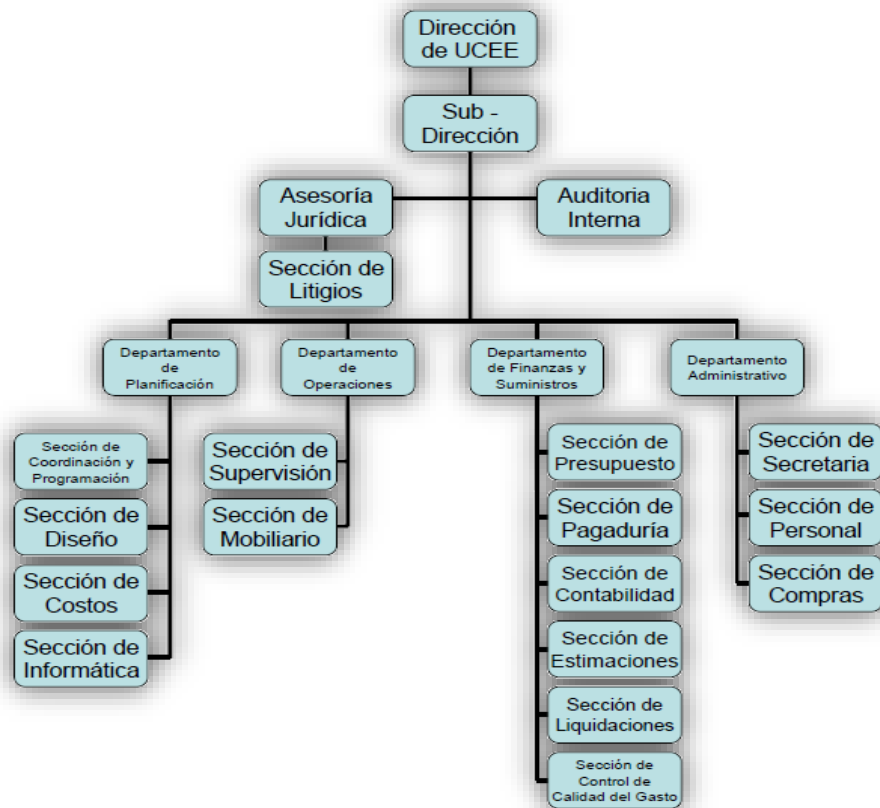 Dirección
de UCEE
Sub -
Dirección
Asesoría
Jurídica
Auditoria
Interna
Sección de
Litigios
Departamento
de
Planificación
Departamento
de
Operaciones
Departamento
de Finanzas y
Suministros
Departamento
Administrativo
Sección de
Coordinación y
Programación
Sección de
Diseño
Sección de
Costos
Sección de
Informática
Sección de
Supervisión
Sección de
Mobiliario
Sección de
Presupuesto
Sección de
Pagaduría
Sección de
Contabilidad
Sección de
Estimaciones
Sección de
Liquidaciones
Sección de
Control de
Calidad del Gasto
Sección de
Secretaria
Sección de
Personal
Sección de
Compras